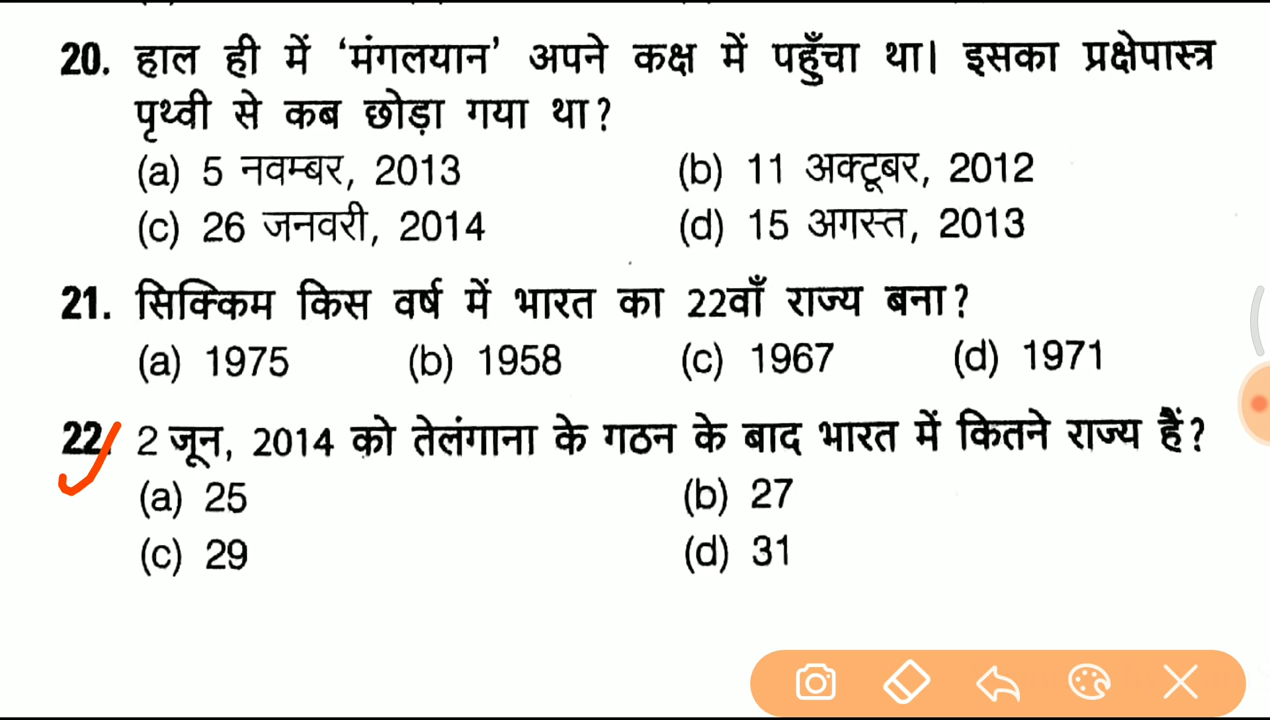 20. हाल ही में ‘मंगलयान’ अपने कक्ष में पहुँचा था। इसका प्रक्षेपास्त्र
पृथ्वी से कब छोड़ा गया था?
(a) 5 नवम्बर, 2013 (b) 11 अक्टूबर, 2012
(c) 26 जनवरी, 2014 (d) 15 अगस्त, 2013
21. सिक्किम किस वर्ष में भारत का 22वाँ राज्य बना?
(a) 1975 (b) 1958 (c) 1967 (d) 1971
22. 2 जून, 2014 को तेलंगाना के गठन के बाद भारत में कितने राज्य हैं?
(a) 25 (b) 27
(c) 29 (d) 31